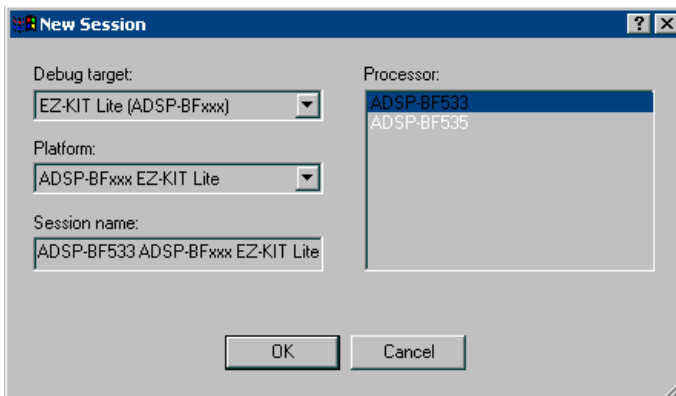 New Session
Debug target:
EZ-KIT Lite (ADSP-BFxxx)
Platform:
ADSP-BFxxx EZ-KIT Lite
Session name:
ADSP-BF533 ADSP-BFxxx EZ-KIT Lite
Processor:
ADSP-BF533
ADSP-BF535
OK
Cancel